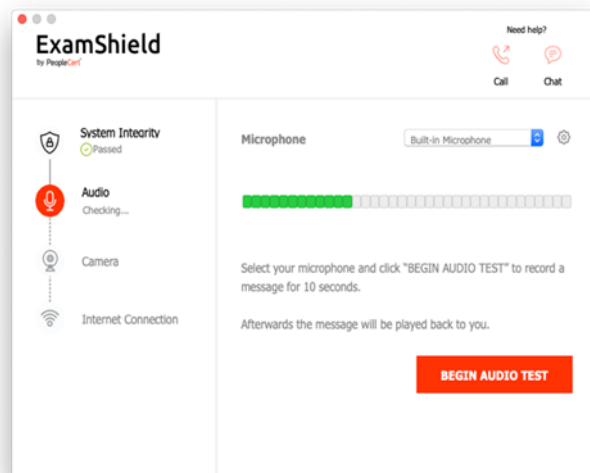 Need help?
ExamShield
by PeopleCert
Call
Chat
System Integrity
Passed
Audio
Checking...
Camera
Internet Connection
Microphone
Built-in Microphone
Select your microphone and click "BEGIN AUDIO TEST" to record a
message for 10 seconds.
Afterwards the message will be played back to you.
BEGIN AUDIO TEST